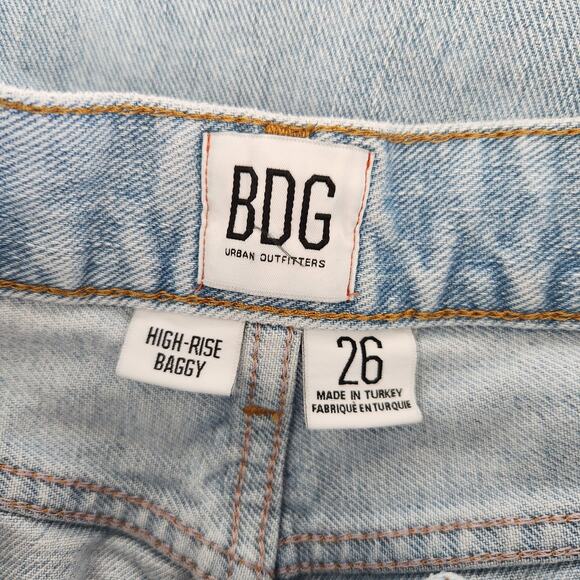 BDG
URBAN OUTFITTERS
HIGH-RISE
BAGGY
26
MADE IN TURKEY
FABRIQUE EN TURQUIE